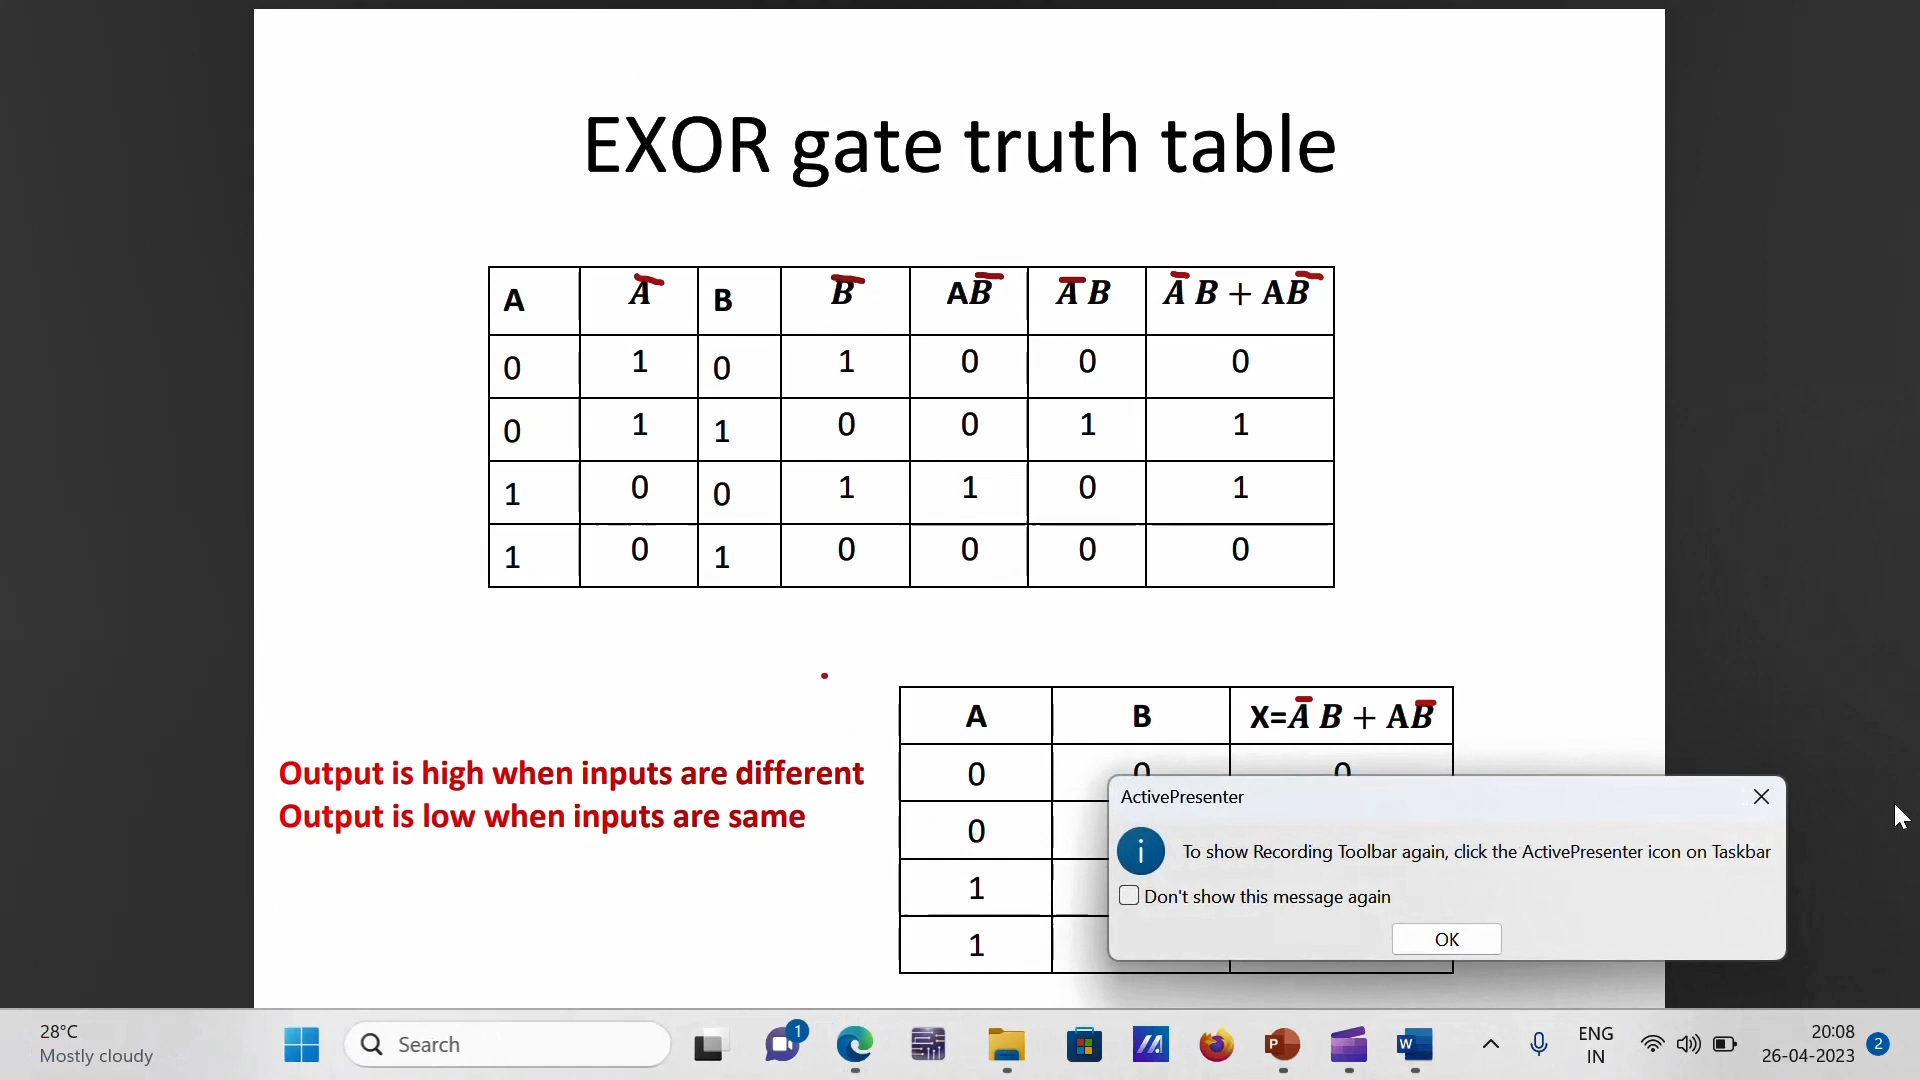 EXOR gate truth table
A A̅ B B̅ AB̅ A̅ B A̅ B + AB̅
0 1 0 1 0 0 0
0 1 1 0 0 1 1
1 0 0 1 1 0 1
1 0 1 0 0 0 0
Output is high when inputs are different
Output is low when inputs are same
A B X=A̅ B + AB̅
0 0 0
0
1
1
ActivePresenter
i
To show Recording Toolbar again, click the ActivePresenter icon on Taskbar
Don't show this message again
OK
28°C
Mostly cloudy
Search
1
P
W
ENG
IN
20:08
26-04-2023
2